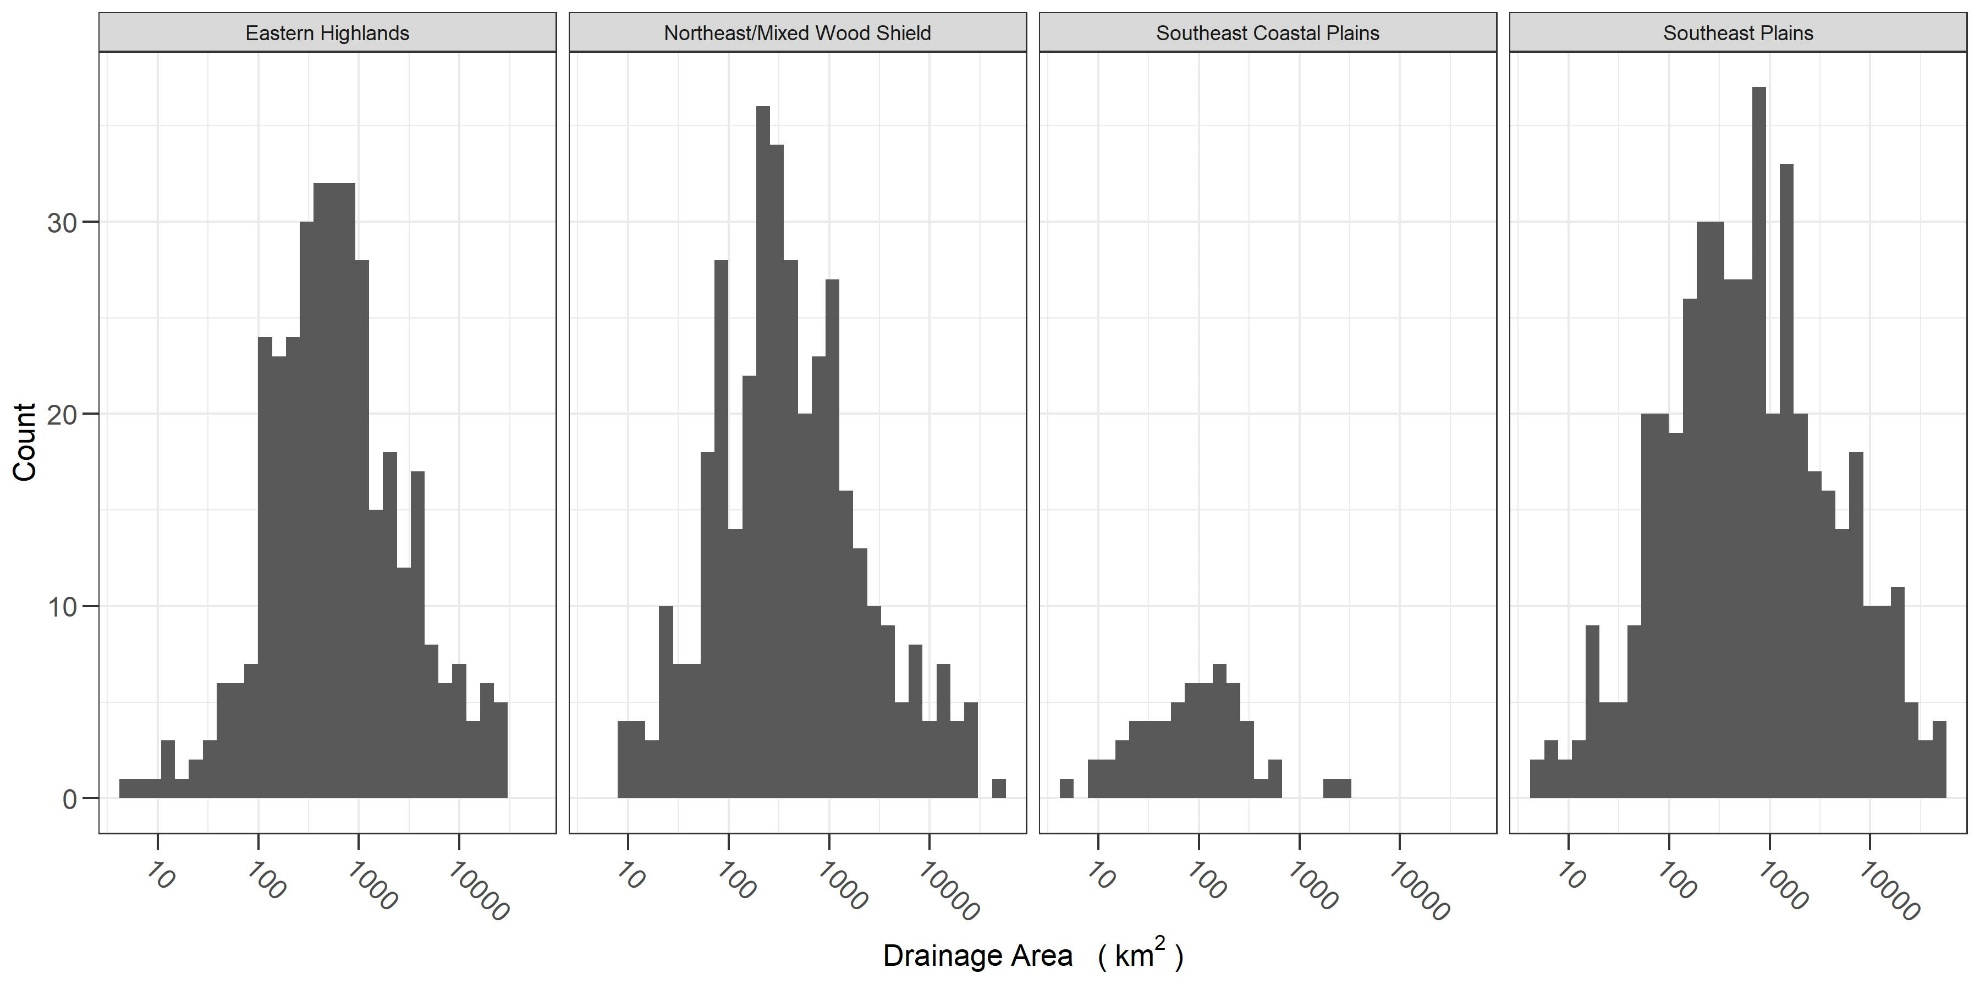 Eastern Highlands
Northeast/Mixed Wood Shield
Southeast Coastal Plains
Southeast Plains
Count
30
20
10
0
10 100 1000 10000
10 100 1000 10000
10 100 1000 10000
10 100 1000 10000
Drainage Area ( km2 )